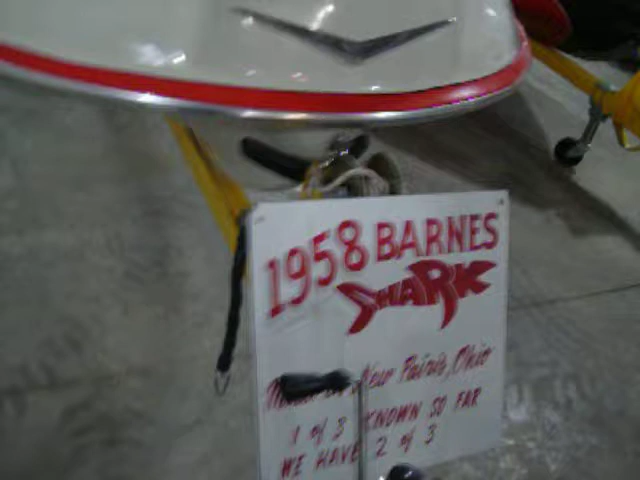 1958 BARNES
SHARK
New Paris, Ohio
1 of 3 KNOWN SO FAR
WE HAVE 2 of 3